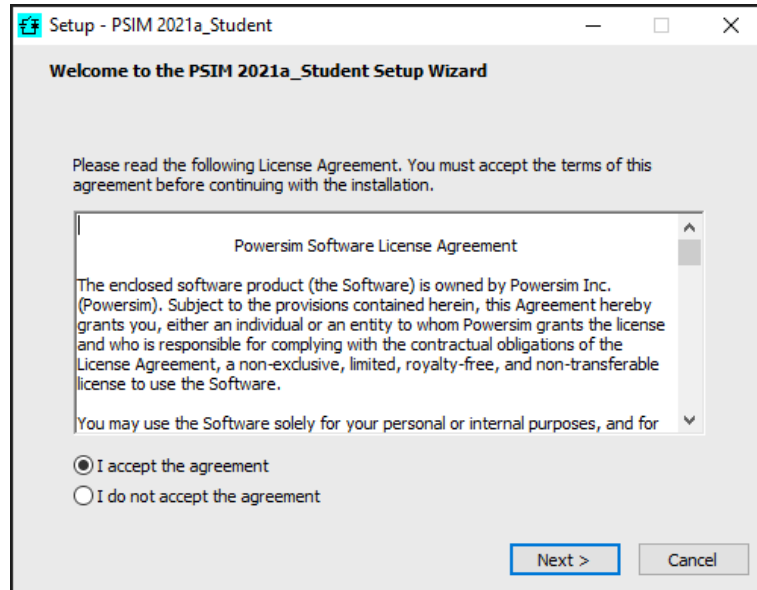 Setup - PSIM 2021a_Student
Welcome to the PSIM 2021a_Student Setup Wizard
Please read the following License Agreement. You must accept the terms of this
agreement before continuing with the installation.
Powersim Software License Agreement
The enclosed software product (the Software) is owned by Powersim Inc.
(Powersim). Subject to the provisions contained herein, this Agreement hereby
grants you, either an individual or an entity to whom Powersim grants the license
and who is responsible for complying with the contractual obligations of the
License Agreement, a non-exclusive, limited, royalty-free, and non-transferable
license to use the Software.
You may use the Software solely for your personal or internal purposes, and for
I accept the agreement
I do not accept the agreement
Next >
Cancel